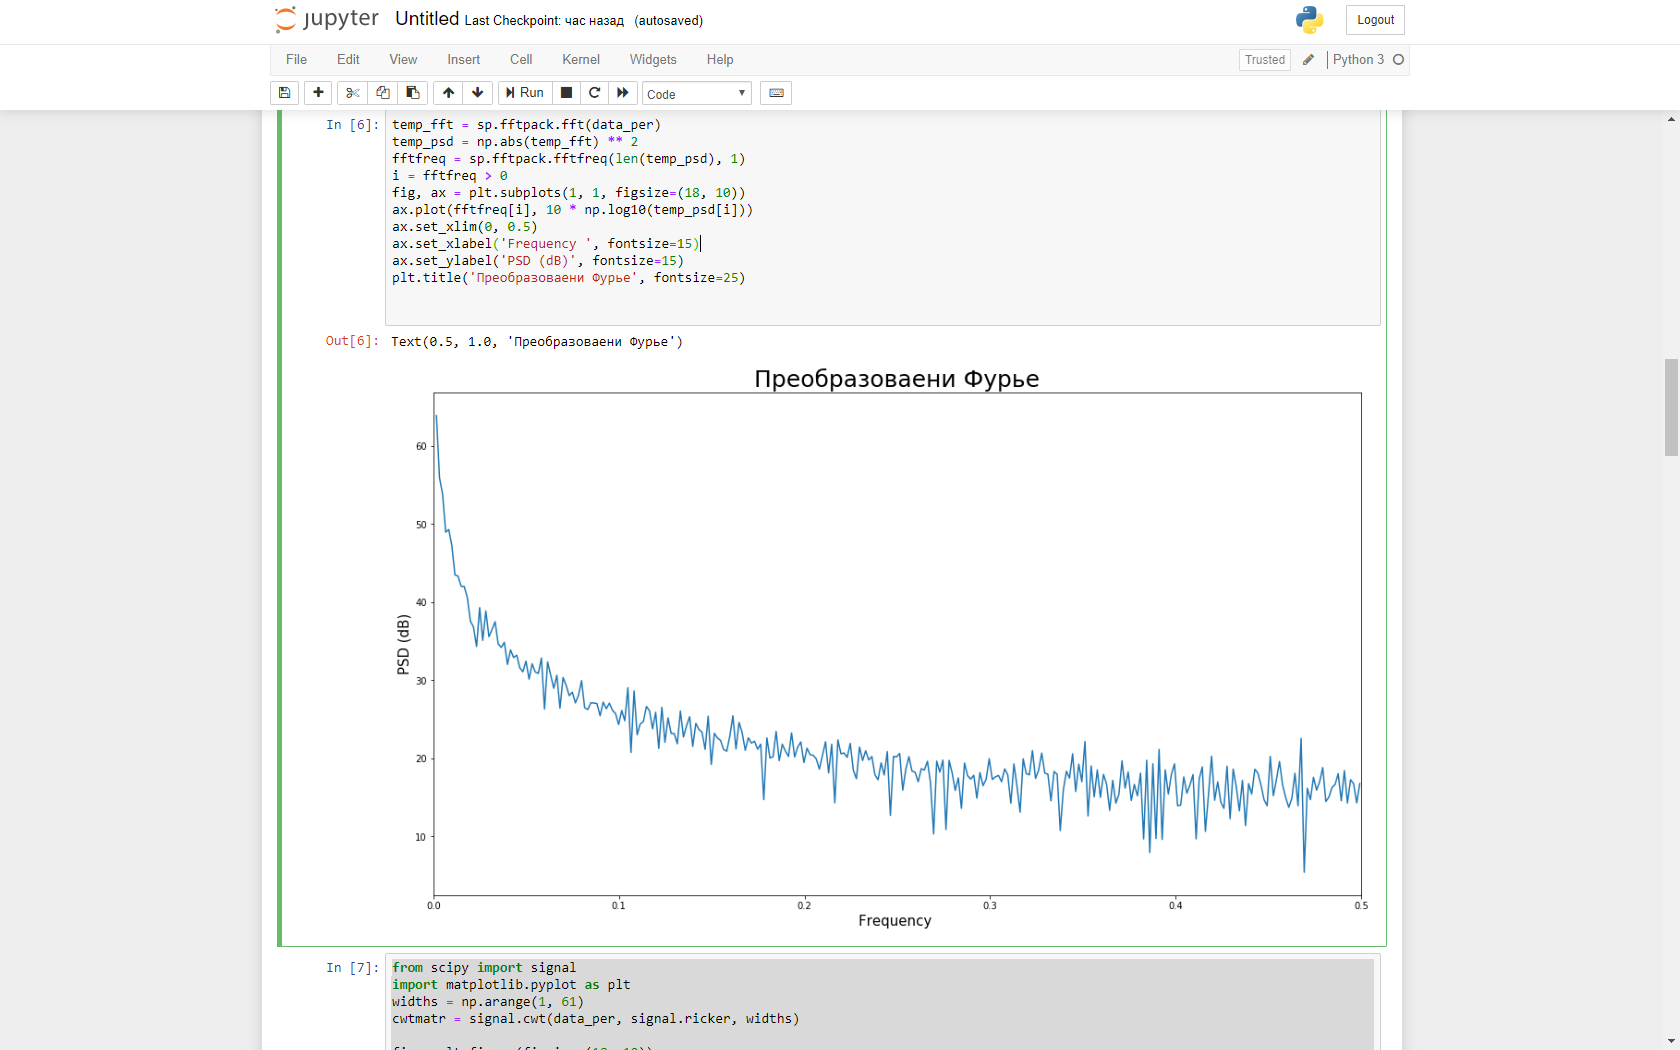 jupyter Untitled Last Checkpoint: час назад (autosaved)
Logout
File Edit View Insert Cell Kernel Widgets Help
Trusted Python 3
Run Code
In [6]: temp_fft = sp.fftpack.fft(data_per)
temp_psd = np.abs(temp_fft) ** 2
fftfreq = sp.fftpack.fftfreq(len(temp_psd), 1)
i = fftfreq > 0
fig, ax = plt.subplots(1, 1, figsize=(18, 10))
ax.plot(fftfreq[i], 10 * np.log10(temp_psd[i]))
ax.set_xlim(0, 0.5)
ax.set_xlabel('Frequency ', fontsize=15)
ax.set_ylabel('PSD (dB)', fontsize=15)
plt.title('Преобразоваени Фурье', fontsize=25)
Out[6]: Text(0.5, 1.0, 'Преобразоваени Фурье')
Преобразоваени Фурье
60
50
40
30
20
10
PSD (dB)
0.0 0.1 0.2 0.3 0.4 0.5
Frequency
In [7]: from scipy import signal
import matplotlib.pyplot as plt
widths = np.arange(1, 61)
cwtmatr = signal.cwt(data_per, signal.ricker, widths)